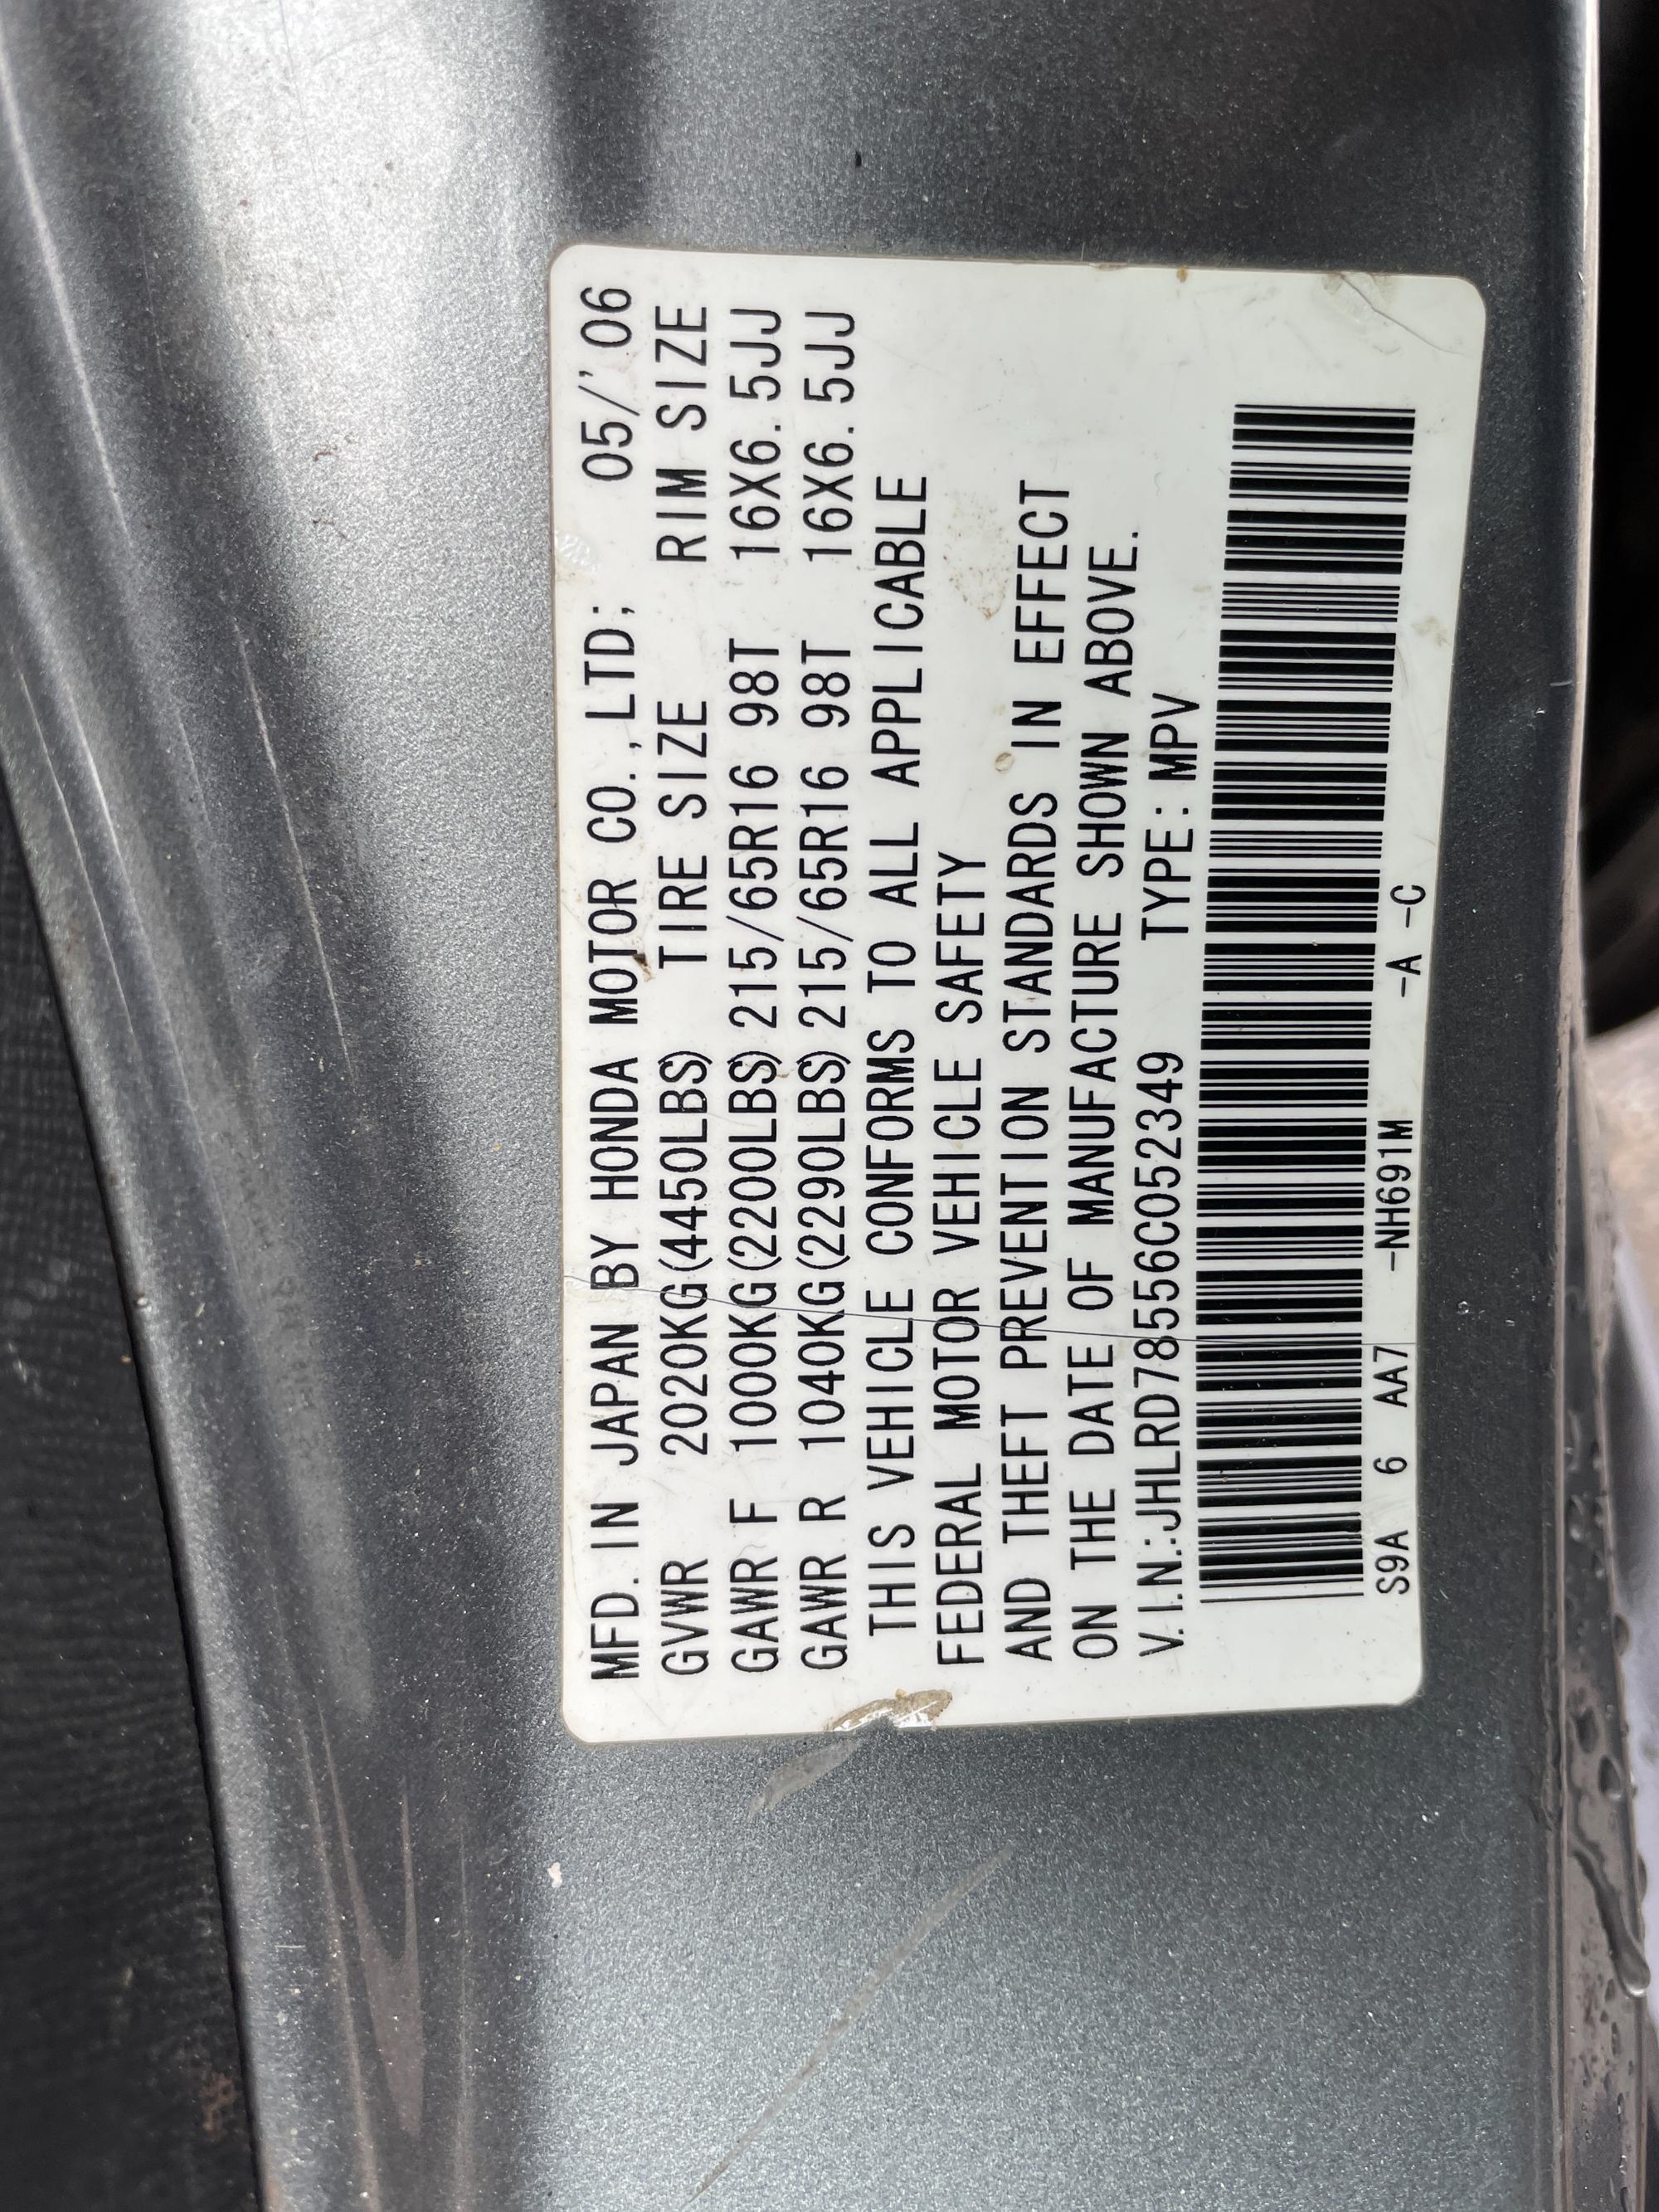 MFD. IN JAPAN BY HONDA MOTOR CO.,LTD; 05/'06
GVWR 2020KG(4450LBS) TIRE SIZE RIM SIZE
GAWR F 1000KG(2200LBS) 215/65R16 98T 16X6.5JJ
GAWR R 1040KG(2290LBS) 215/65R16 98T 16X6.5JJ
THIS VEHICLE CONFORMS TO ALL APPLICABLE
FEDERAL MOTOR VEHICLE SAFETY
AND THEFT PREVENTION STANDARDS IN EFFECT
ON THE DATE OF MANUFACTURE SHOWN ABOVE.
V.I.N.:JHLRD78556C052349 TYPE: MPV
S9A 6 AA7 -NH691M -A -C